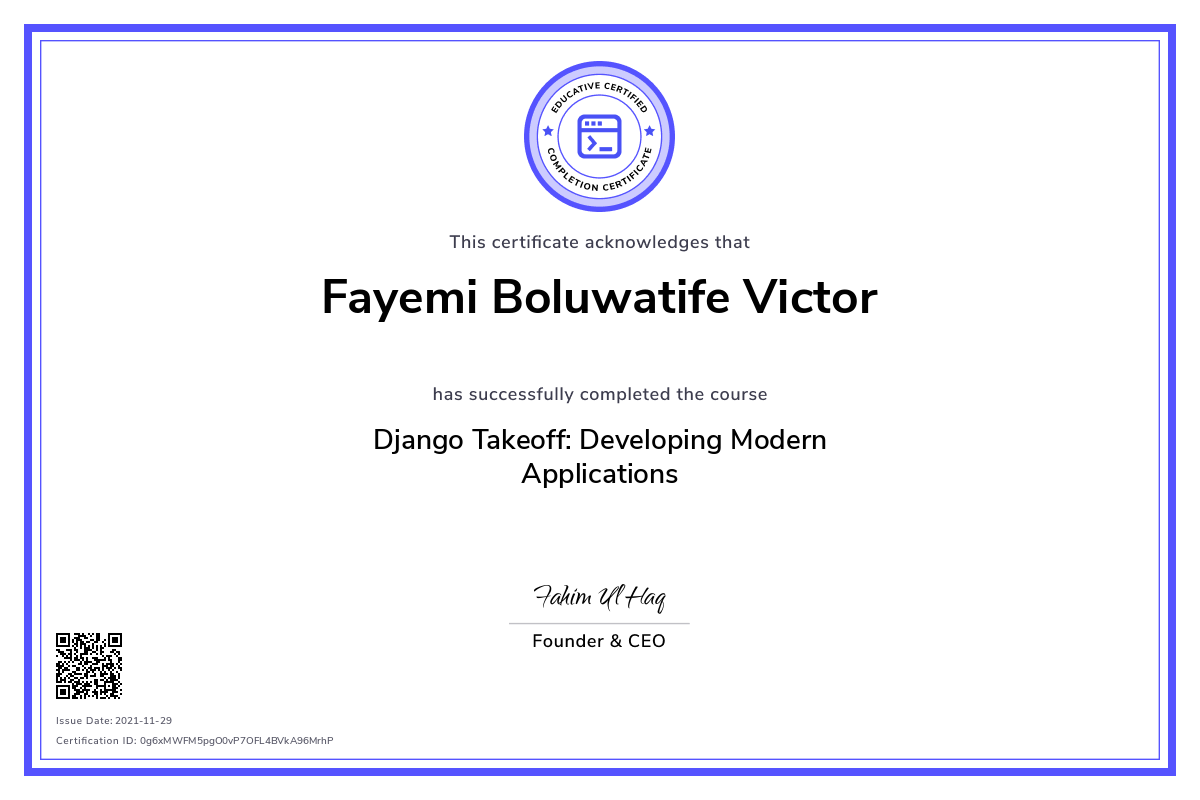 EDUCATIVE CERTIFIED
COMPLETION CERTIFICATE
This certificate acknowledges that
Fayemi Boluwatife Victor
has successfully completed the course
Django Takeoff: Developing Modern
Applications
Fahim Ul Haq
Founder & CEO
Issue Date: 2021-11-29
Certification ID: 0g6xMWFM5pgO0vP7OFL4BVkA96MrhP